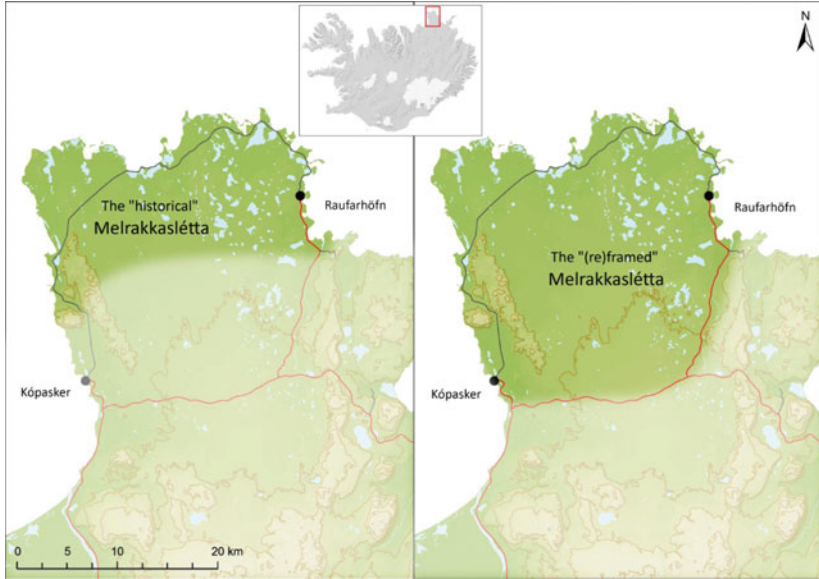 N
The "historical"
Melrakkaslétta
Raufarhöfn
Kópasker
0 5 10 20 km
The "(re)framed"
Melrakkaslétta
Raufarhöfn
Kópasker